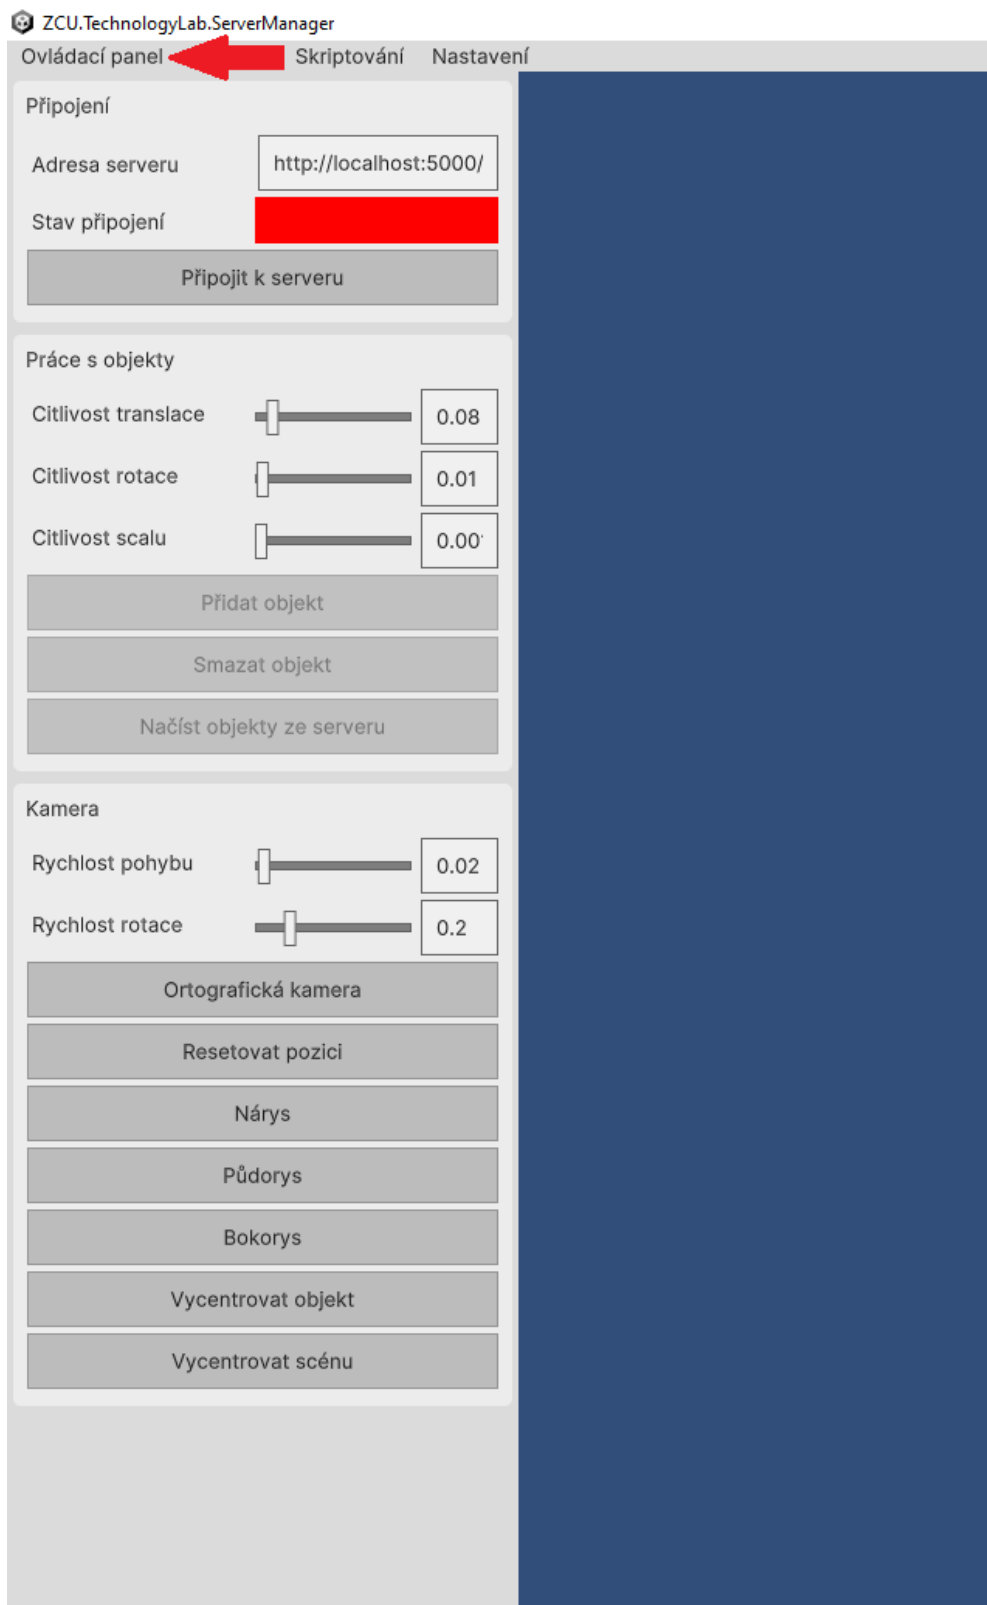 ZCU.TechnologyLab.ServerManager
Ovládací panel Skriptování Nastavení
Připojení
Adresa serveru http://localhost:5000/
Stav připojení
Připojit k serveru
Práce s objekty
Citlivost translace 0.08
Citlivost rotace 0.01
Citlivost scalu 0.00
Přidat objekt
Smazat objekt
Načíst objekty ze serveru
Kamera
Rychlost pohybu 0.02
Rychlost rotace 0.2
Ortografická kamera
Resetovat pozici
Nárys
Půdorys
Bokorys
Vycentrovat objekt
Vycentrovat scénu